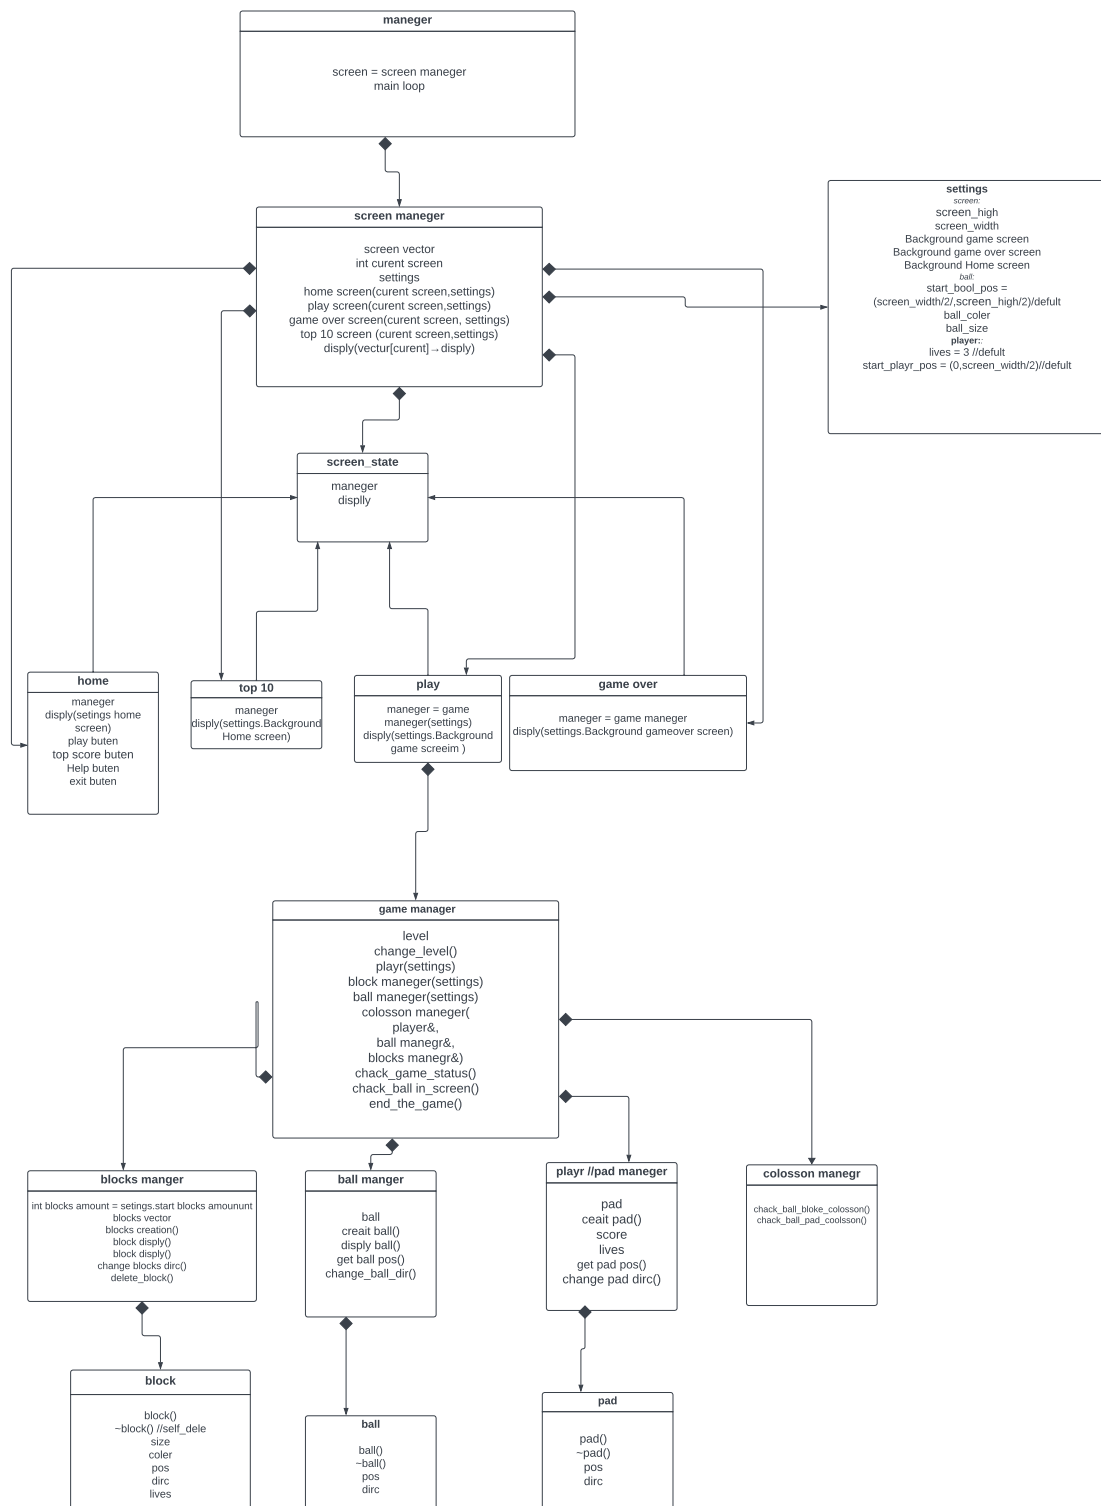 maneger
screen = screen maneger
main loop
screen maneger
screen vector
int curent screen
settings
home screen(curent screen,settings)
play screen(curent screen,settings)
game over screen(curent screen, settings)
top 10 screen (curent screen,settings)
disply(vectur[curent]→disply)
settings
screen:
screen_high
screen_width
Background game screen
Background game over screen
Background Home screen
ball:
start_bool_pos =
(screen_width/2/,screen_high/2)/defult
ball_coler
ball_size
player::
lives = 3 //defult
start_playr_pos = (0,screen_width/2)//defult
screen_state
maneger
displly
home
maneger
disply(setings home
screen)
play buten
top score buten
Help buten
exit buten
top 10
maneger
disply(settings.Background
Home screen)
play
maneger = game
maneger(settings)
disply(settings.Background
game screeim )
game over
maneger = game maneger
disply(settings.Background gameover screen)
game manager
level
change_level()
playr(settings)
block maneger(settings)
ball maneger(settings)
colosson maneger(
player&,
ball manegr&,
blocks manegr&)
chack_game_status()
chack_ball in_screen()
end_the_game()
blocks manger
int blocks amount = setings.start blocks amoununt
blocks vector
blocks creation()
block disply()
block disply()
change blocks dirc()
delete_block()
ball manger
ball
creait ball()
disply ball()
get ball pos()
change_ball_dir()
playr //pad maneger
pad
ceait pad()
score
lives
get pad pos()
change pad dirc()
colosson manegr
chack_ball_bloke_colosson()
chack_ball_pad_coolsson()
block
block()
~block() //self_dele
size
coler
pos
dirc
lives
ball
ball()
~ball()
pos
dirc
pad
pad()
~pad()
pos
dirc